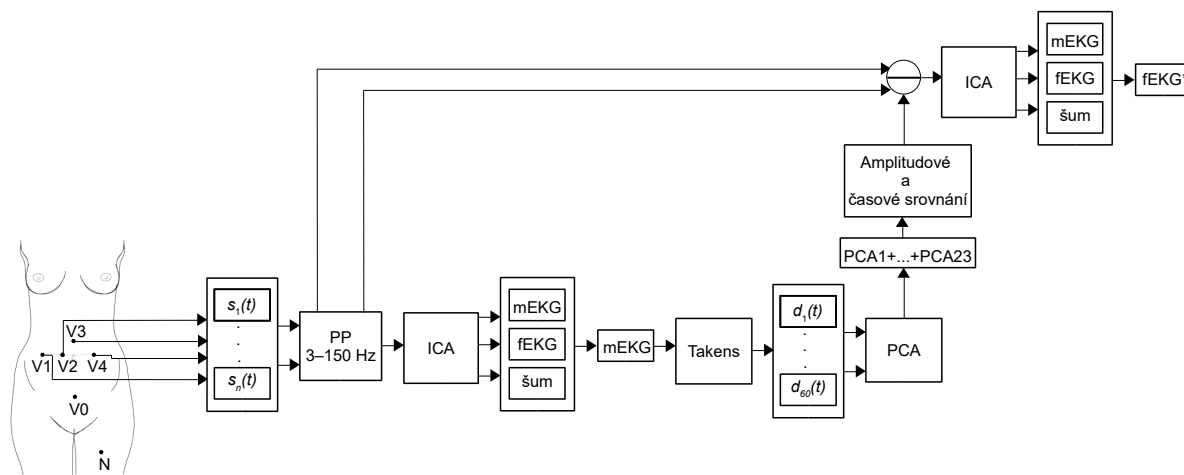 mEKG
fEKG
šum
ICA
fEKG*
Amplitudové
a
časové srovnání
PCA1+...+PCA23
V3
V1
V2
V4
V0
N
s1(t)
.
.
.
sn(t)
PP
3–150 Hz
ICA
mEKG
fEKG
šum
mEKG
Takens
d1(t)
.
.
.
d60(t)
PCA